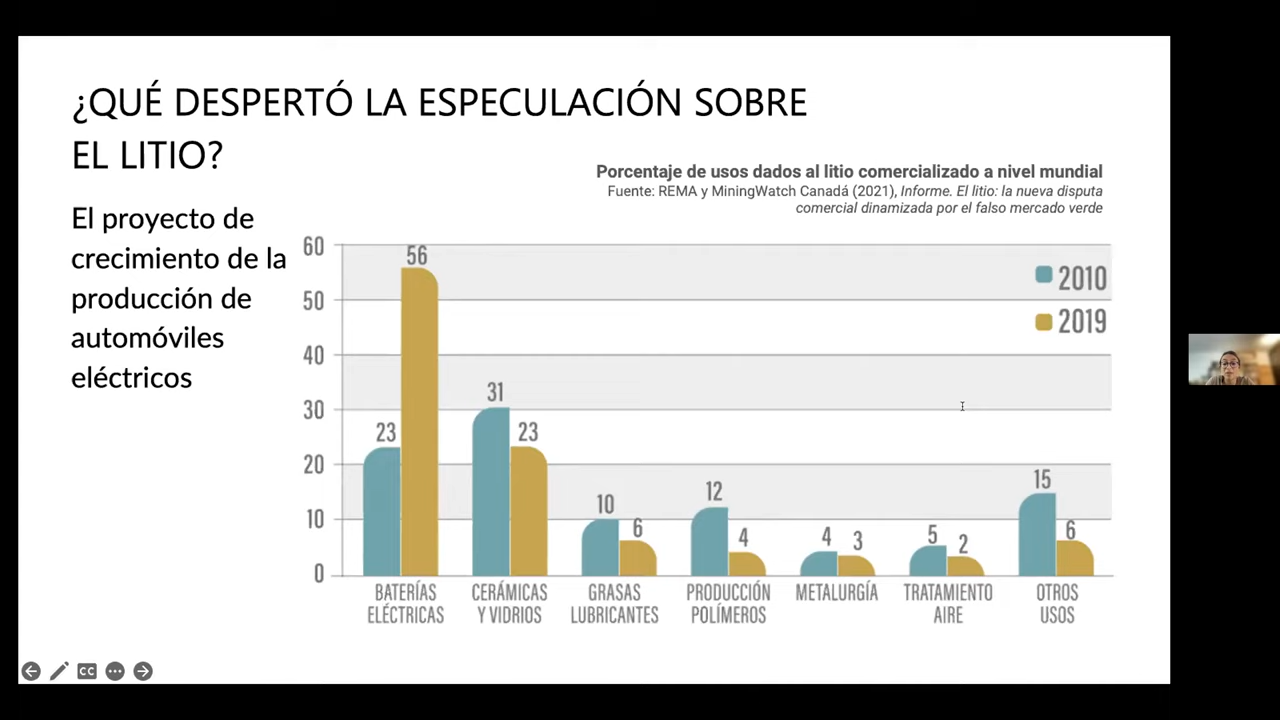 ¿QUÉ DESPERTÓ LA ESPECULACIÓN SOBRE
EL LITIO?
El proyecto de
crecimiento de la
producción de
automóviles
eléctricos
Porcentaje de usos dados al litio comercializado a nivel mundial
Fuente: REMA y MiningWatch Canadá (2021), Informe. El litio: la nueva disputa
comercial dinamizada por el falso mercado verde
60
50
40
30
20
10
0
2010
2019
23 56
31 23
10 6
12 4
4 3
5 2
15 6
BATERÍAS
ELÉCTRICAS
CERÁMICAS
Y VIDRIOS
GRASAS
LUBRICANTES
PRODUCCIÓN
POLÍMEROS
METALURGÍA
TRATAMIENTO
AIRE
OTROS
USOS
CC